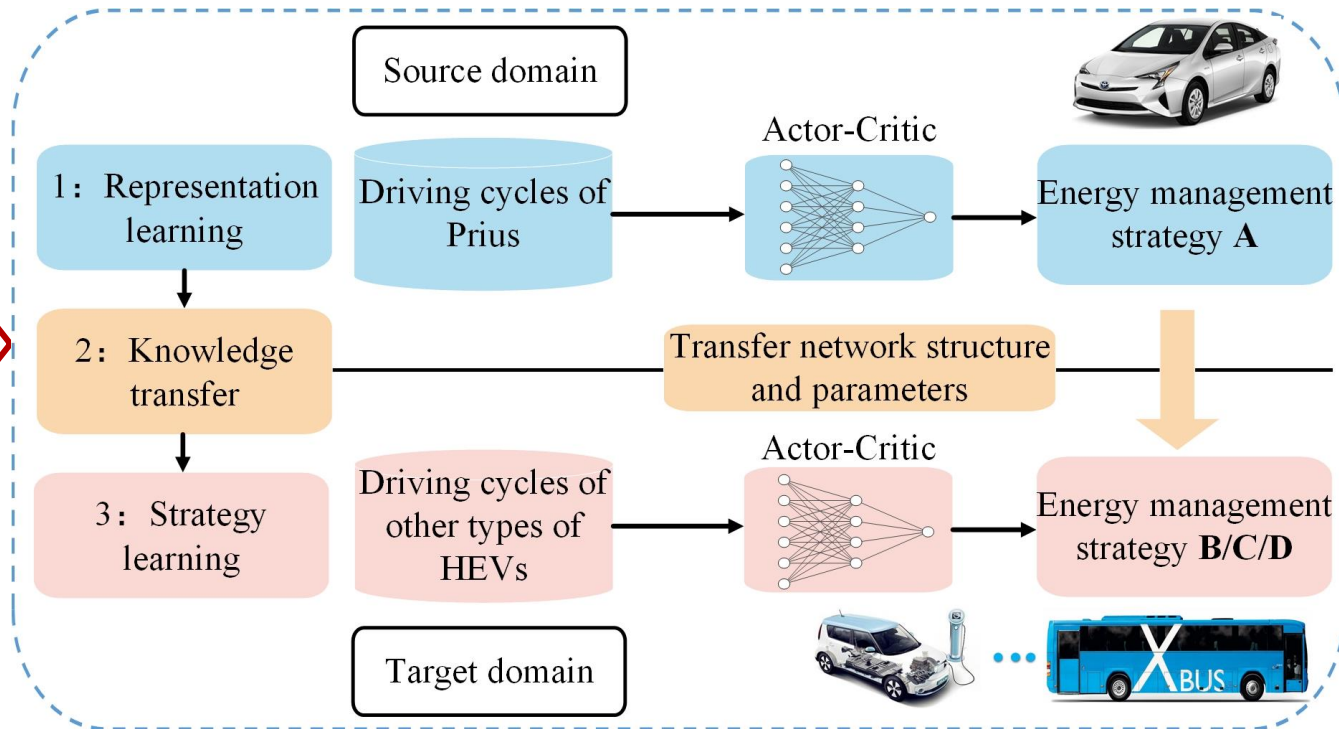 Source domain
Actor-Critic
1：Representation
learning
Driving cycles of
Prius
Energy management
strategy A
2：Knowledge
transfer
Transfer network structure
and parameters
Actor-Critic
3：Strategy
learning
Driving cycles of
other types of
HEVs
Energy management
strategy B/C/D
Target domain
X
BUS